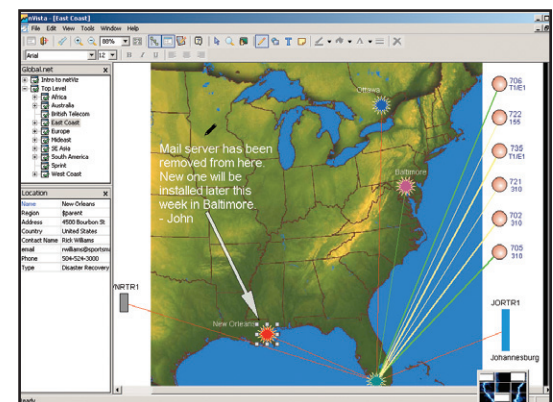 nVista - [East Coast]
File Edit View Tools Window Help
88%
Arial 12 B I U
Global.net x
Intro to netViz
Top Level
Africa
Australia
British Telecom
East Coast
Europe
Mideast
SE Asia
South America
Sprint
West Coast
Location x
Name New Orleans
Region $parent
Address 4500 Bourbon St
Country United States
Contact Name Rick Williams
email rwilliams@sportsm
Phone 504-524-3000
Type Disaster Recovery
Ottawa
Mail server has been
removed from here.
New one will be
installed later this
week in Baltimore.
- John
Baltimore
New Orleans
706
T1/E1
722
155
735
T1/E1
721
310
702
310
705
310
NRTR1
JORTR1
Johannesburg
Ready